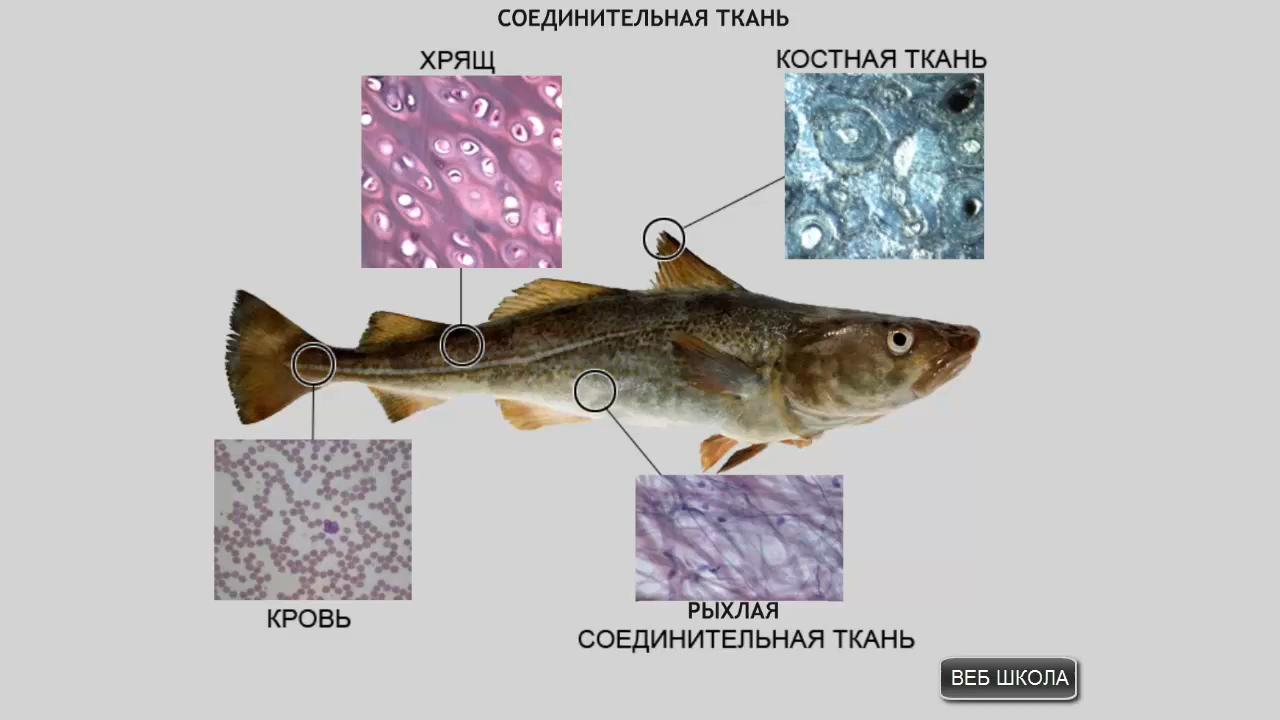 СОЕДИНИТЕЛЬНАЯ ТКАНЬ
ХРЯЩ
КОСТНАЯ ТКАНЬ
КРОВЬ
РЫХЛАЯ
СОЕДИНИТЕЛЬНАЯ ТКАНЬ
ВЕБ ШКОЛА